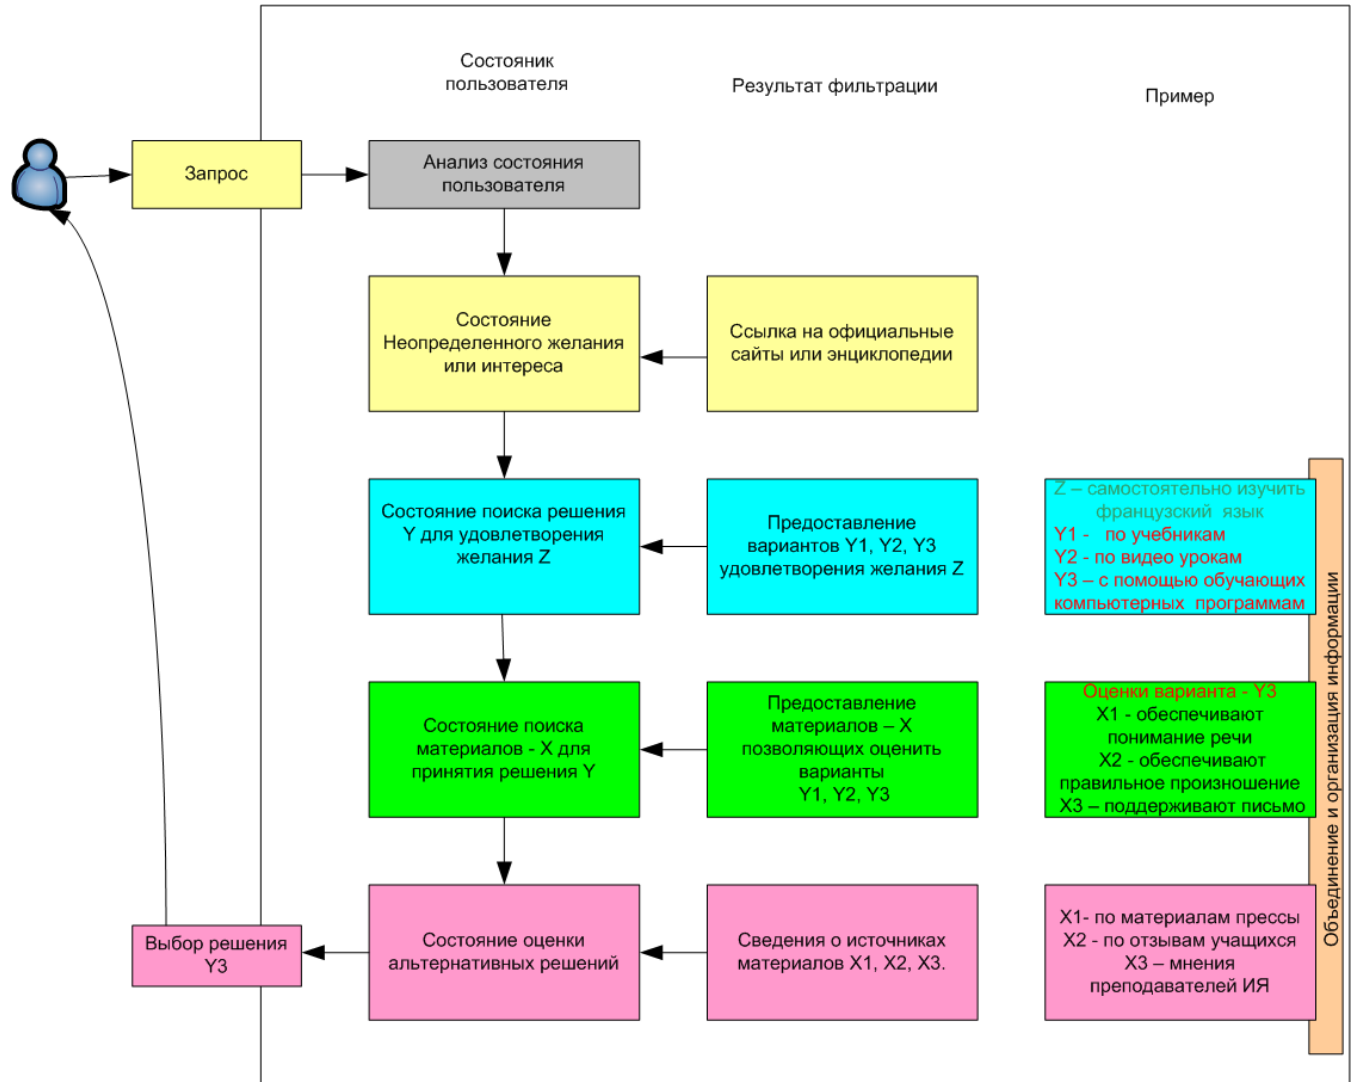 Состояник
пользователя
Результат фильтрации
Пример
Запрос
Анализ состояния
пользователя
Состояние
Неопределенного желания
или интереса
Ссылка на официальные
сайты или энциклопедии
Состояние поиска решения
Y для удовлетворения
желания Z
Предоставление
вариантов Y1, Y2, Y3
удовлетворения желания Z
Z – самостоятельно изучить
французский язык
Y1 - по учебникам
Y2 - по видео урокам
Y3 – с помощью обучающих
компьютерных программам
Состояние поиска
материалов - X для
принятия решения Y
Предоставление
материалов – X
позволяющих оценить
варианты
Y1, Y2, Y3
Оценки варианта - Y3
X1 - обеспечивают
понимание речи
X2 - обеспечивают
правильное произношение
X3 – поддерживают письмо
Объединение и организация информации
Выбор решения
Y3
Состояние оценки
альтернативных решений
Сведения о источниках
материалов X1, X2, X3.
X1- по материалам прессы
X2 - по отзывам учащихся
X3 – мнения
преподавателей ИЯ